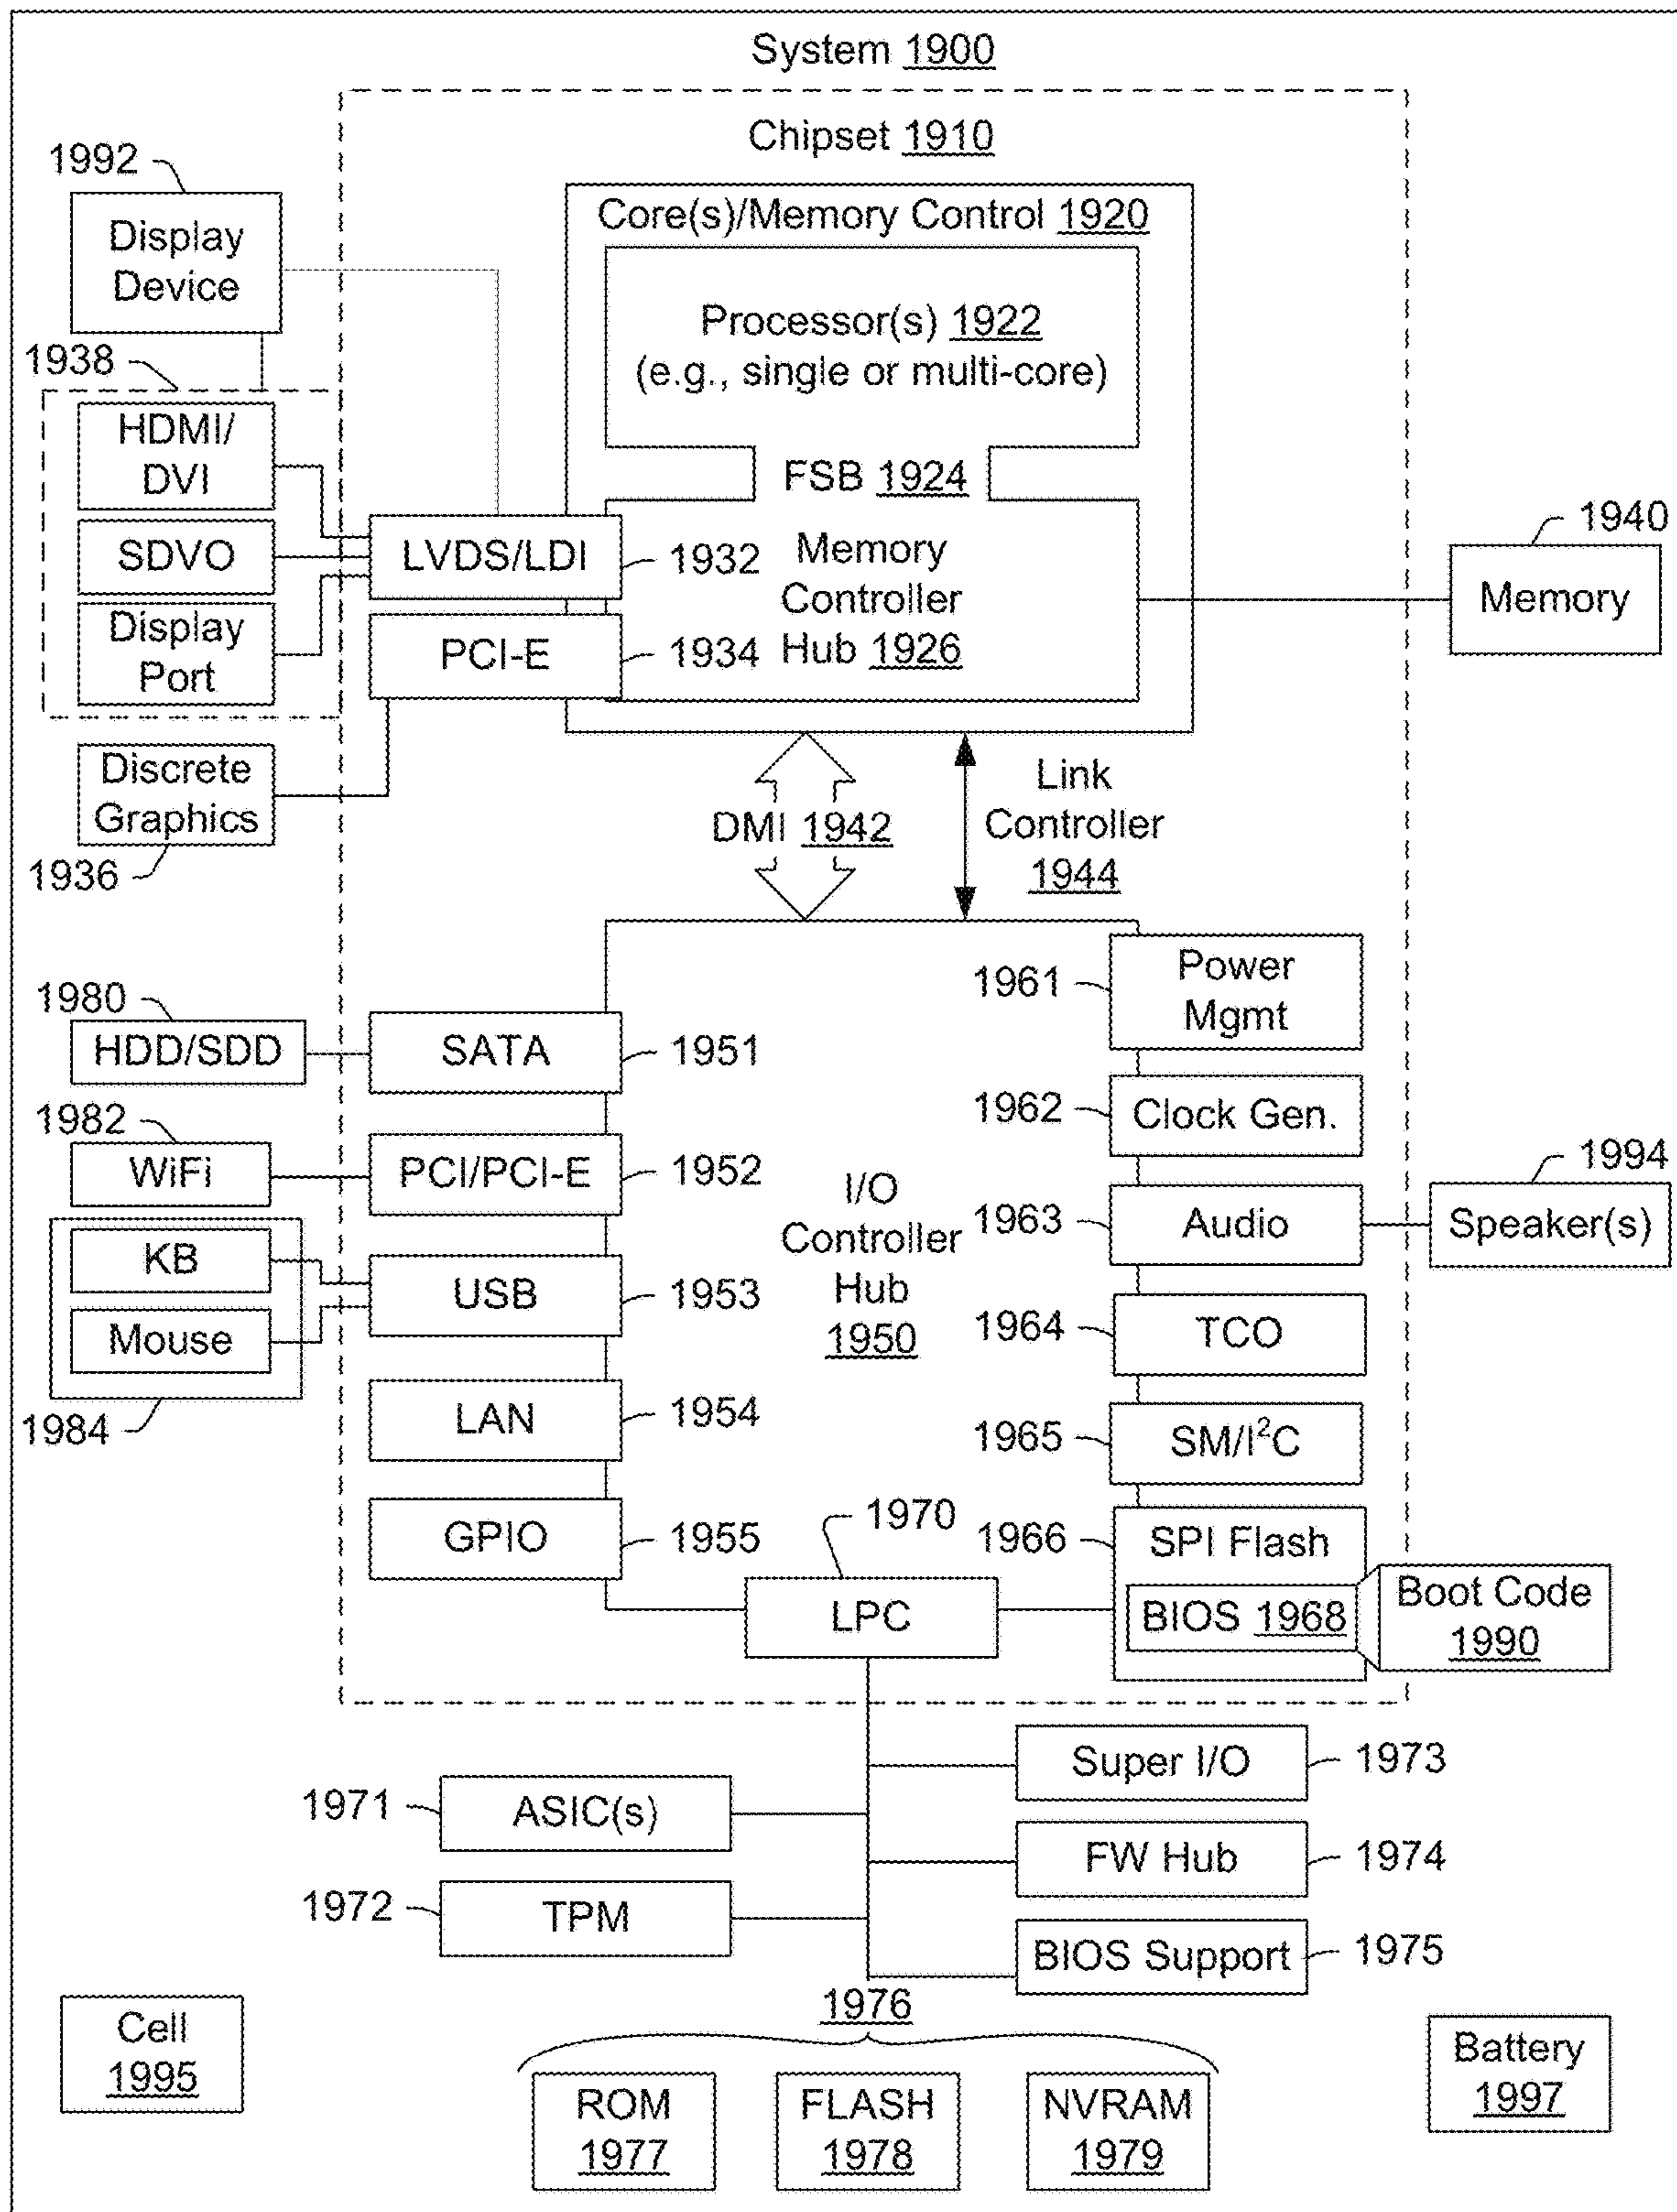 System 1900
Chipset 1910
1992
Display
Device
Core(s)/Memory Control 1920
Processor(s) 1922
(e.g., single or multi-core)
FSB 1924
Memory
Controller
Hub 1926
1938
HDMI/
DVI
SDVO
Display
Port
LVDS/LDI
1932
PCI-E
1934
1940
Memory
Discrete
Graphics
1936
DMI 1942
Link
Controller
1944
1980
HDD/SDD
SATA
1951
1982
WiFi
PCI/PCI-E
1952
KB
Mouse
1984
USB
1953
LAN
1954
GPIO
1955
I/O
Controller
Hub
1950
1961
Power
Mgmt
1962
Clock Gen.
1963
Audio
1994
Speaker(s)
1964
TCO
1965
SM/I²C
1966
SPI Flash
BIOS 1968
Boot Code
1990
1970
LPC
1971
ASIC(s)
1972
TPM
Super I/O
1973
FW Hub
1974
BIOS Support
1975
Cell
1995
1976
ROM
1977
FLASH
1978
NVRAM
1979
Battery
1997